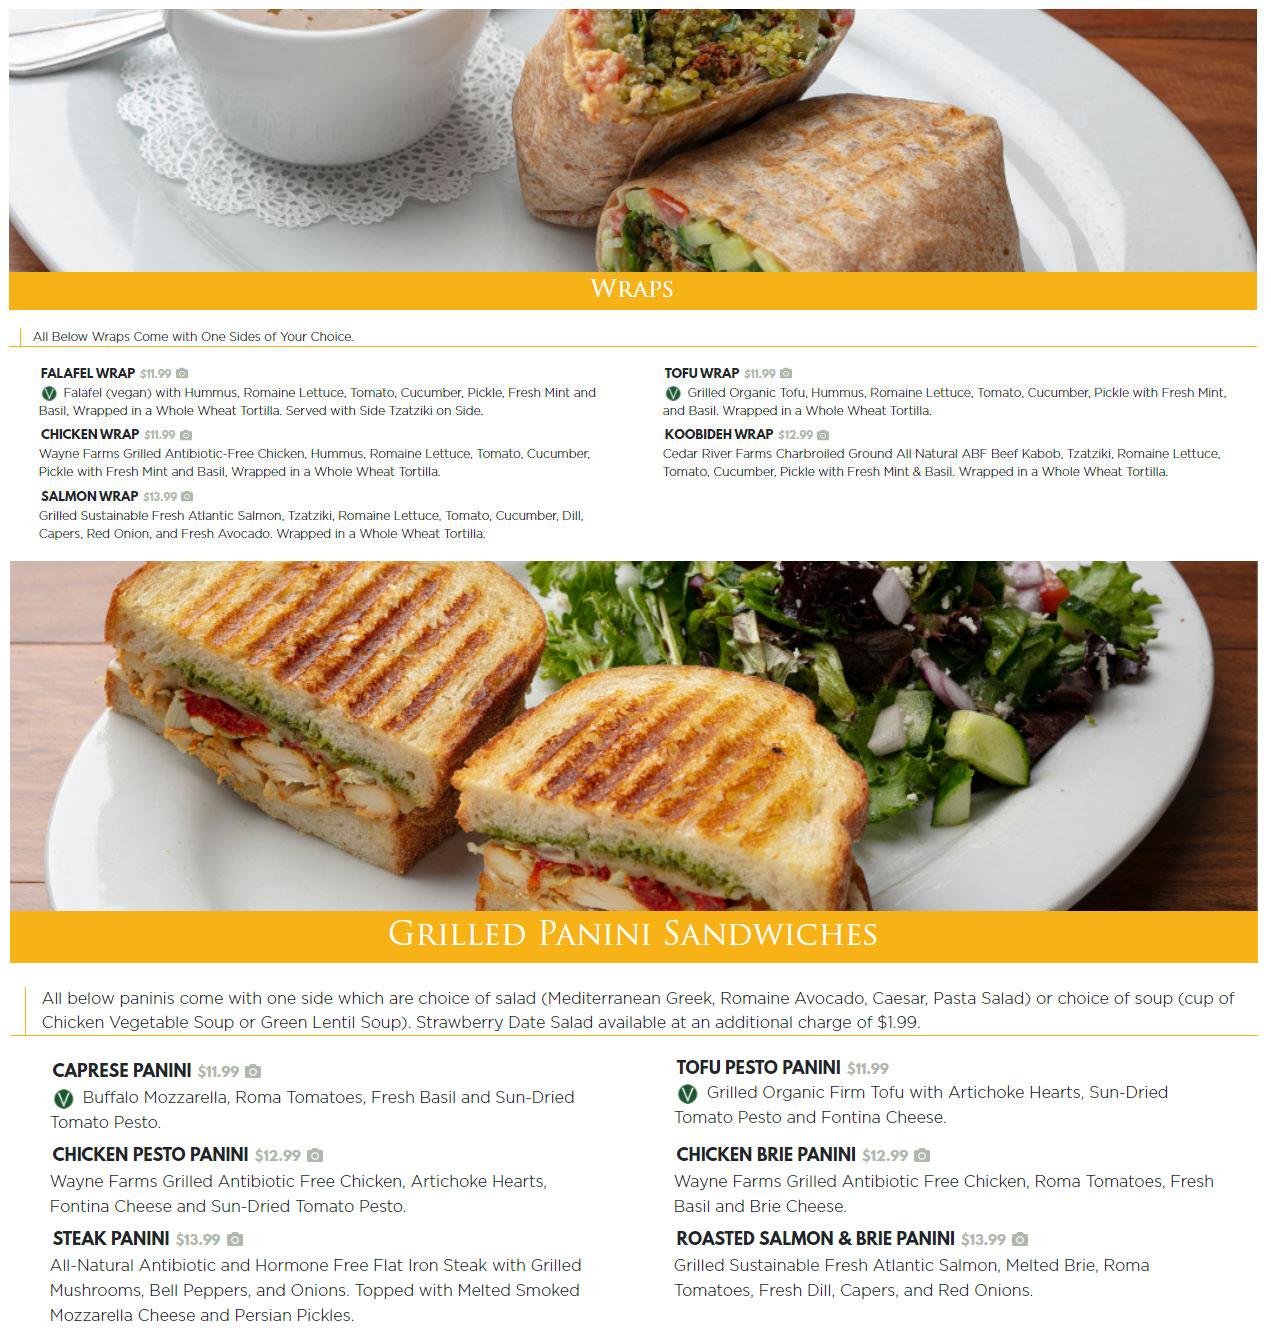 WRAPS
All Below Wraps Come with One Sides of Your Choice.
FALAFEL WRAP $11.99
V Falafel (vegan) with Hummus, Romaine Lettuce, Tomato, Cucumber, Pickle, Fresh Mint and
Basil, Wrapped in a Whole Wheat Tortilla. Served with Side Tzatziki on Side.
CHICKEN WRAP $11.99
Wayne Farms Grilled Antibiotic-Free Chicken, Hummus, Romaine Lettuce, Tomato, Cucumber,
Pickle with Fresh Mint and Basil, Wrapped in a Whole Wheat Tortilla.
SALMON WRAP $13.99
Grilled Sustainable Fresh Atlantic Salmon, Tzatziki, Romaine Lettuce, Tomato, Cucumber, Dill,
Capers, Red Onion, and Fresh Avocado. Wrapped in a Whole Wheat Tortilla.
TOFU WRAP $11.99
V Grilled Organic Tofu, Hummus, Romaine Lettuce, Tomato, Cucumber, Pickle with Fresh Mint,
and Basil. Wrapped in a Whole Wheat Tortilla.
KOOBIDEH WRAP $12.99
Cedar River Farms Charbroiled Ground All Natural ABF Beef Kabob, Tzatziki, Romaine Lettuce,
Tomato, Cucumber, Pickle with Fresh Mint & Basil. Wrapped in a Whole Wheat Tortilla.
GRILLED PANINI SANDWICHES
All below paninis come with one side which are choice of salad (Mediterranean Greek, Romaine Avocado, Caesar, Pasta Salad) or choice of soup (cup of
Chicken Vegetable Soup or Green Lentil Soup). Strawberry Date Salad available at an additional charge of $1.99.
CAPRESE PANINI $11.99
V Buffalo Mozzarella, Roma Tomatoes, Fresh Basil and Sun-Dried
Tomato Pesto.
CHICKEN PESTO PANINI $12.99
Wayne Farms Grilled Antibiotic Free Chicken, Artichoke Hearts,
Fontina Cheese and Sun-Dried Tomato Pesto.
STEAK PANINI $13.99
All-Natural Antibiotic and Hormone Free Flat Iron Steak with Grilled
Mushrooms, Bell Peppers, and Onions. Topped with Melted Smoked
Mozzarella Cheese and Persian Pickles.
TOFU PESTO PANINI $11.99
V Grilled Organic Firm Tofu with Artichoke Hearts, Sun-Dried
Tomato Pesto and Fontina Cheese.
CHICKEN BRIE PANINI $12.99
Wayne Farms Grilled Antibiotic Free Chicken, Roma Tomatoes, Fresh
Basil and Brie Cheese.
ROASTED SALMON & BRIE PANINI $13.99
Grilled Sustainable Fresh Atlantic Salmon, Melted Brie, Roma
Tomatoes, Fresh Dill, Capers, and Red Onions.